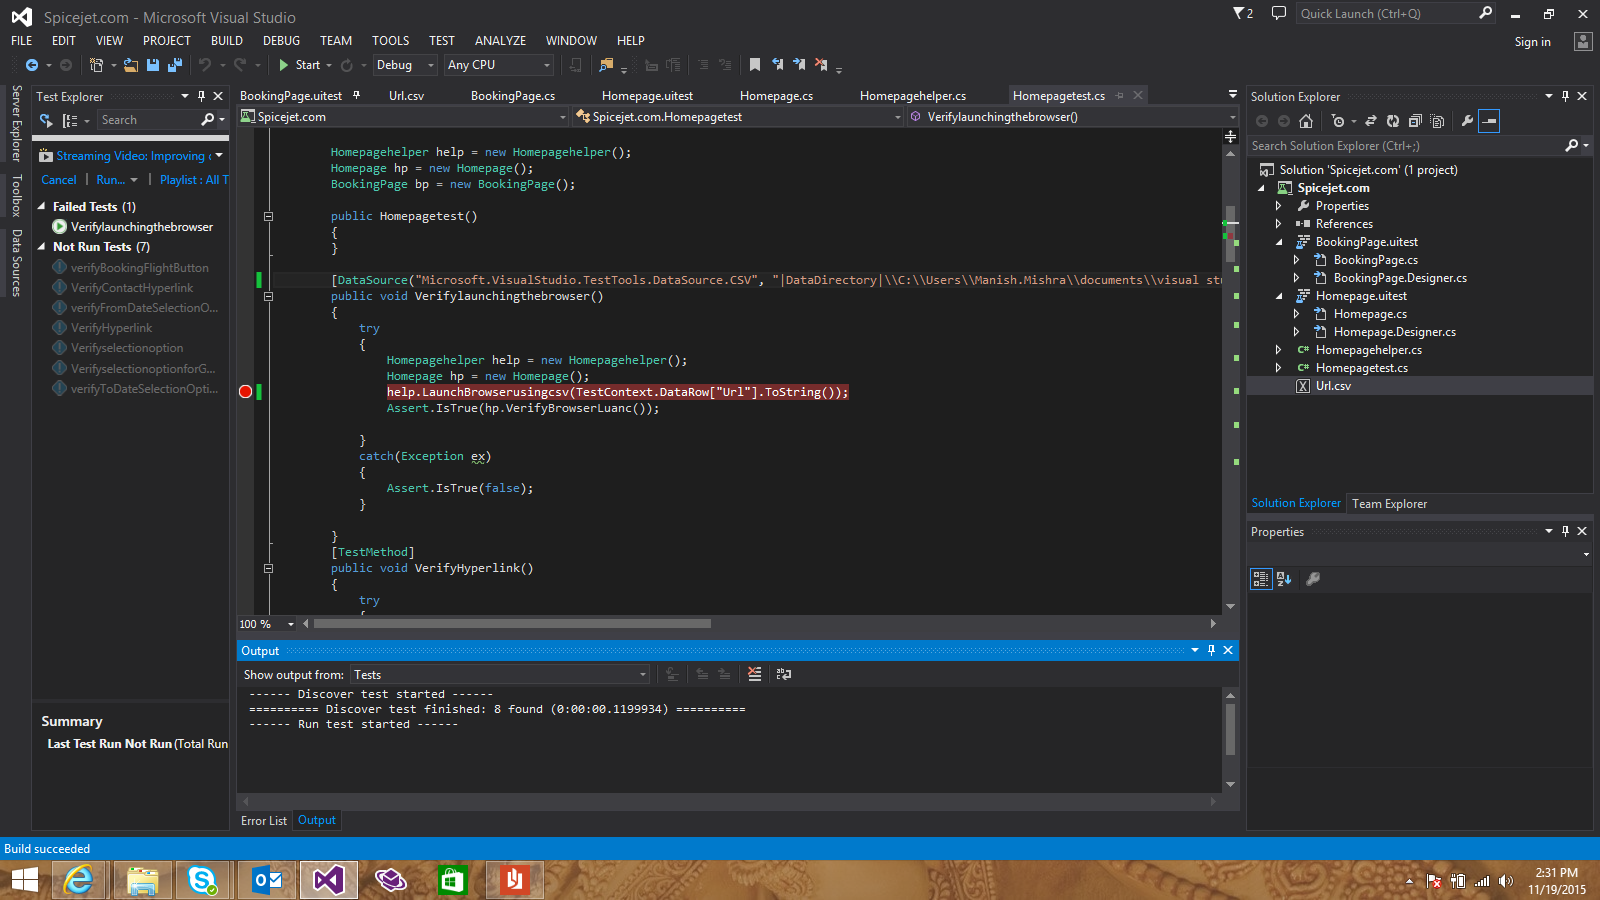 Spicejet.com - Microsoft Visual Studio
2
Quick Launch (Ctrl+Q)
FILE EDIT VIEW PROJECT BUILD DEBUG TEAM TOOLS TEST ANALYZE WINDOW HELP
Sign in
Start Debug Any CPU
Server Explorer
Toolbox
Data Sources
Test Explorer
Search
Streaming Video: Improving
Cancel Run... Playlist : All T
Failed Tests (1)
Verifylaunchingthebrowser
Not Run Tests (7)
verifyBookingFlightButton
VerifyContactHyperlink
verifyFromDateSelectionO...
VerifyHyperlink
Verifyselectionoption
VerifyselectionoptionforG...
verifyToDateSelectionOpti...
Summary
Last Test Run Not Run (Total Run
BookingPage.uitest Url.csv BookingPage.cs Homepage.uitest Homepage.cs Homepagehelper.cs Homepagetest.cs
Spicejet.com Spicejet.com.Homepagetest Verifylaunchingthebrowser()
Homepagehelper help = new Homepagehelper();
Homepage hp = new Homepage();
BookingPage bp = new BookingPage();
public Homepagetest()
{
}
[DataSource("Microsoft.VisualStudio.TestTools.DataSource.CSV", "|DataDirectory|\\C:\\Users\\Manish.Mishra\\documents\\visual stu
public void Verifylaunchingthebrowser()
{
try
{
Homepagehelper help = new Homepagehelper();
Homepage hp = new Homepage();
help.LaunchBrowserusingcsv(TestContext.DataRow["Url"].ToString());
Assert.IsTrue(hp.VerifyBrowserLuanc());
}
catch(Exception ex)
{
Assert.IsTrue(false);
}
}
[TestMethod]
public void VerifyHyperlink()
{
try
{
100 %
Output
Show output from: Tests
------ Discover test started ------
========== Discover test finished: 8 found (0:00:00.1199934) ==========
------ Run test started ------
Error List Output
Solution Explorer
Search Solution Explorer (Ctrl+;)
Solution 'Spicejet.com' (1 project)
Spicejet.com
Properties
References
BookingPage.uitest
BookingPage.cs
BookingPage.Designer.cs
Homepage.uitest
Homepage.cs
Homepage.Designer.cs
C# Homepagehelper.cs
C# Homepagetest.cs
Url.csv
Solution Explorer Team Explorer
Properties
Build succeeded
2:31 PM
11/19/2015